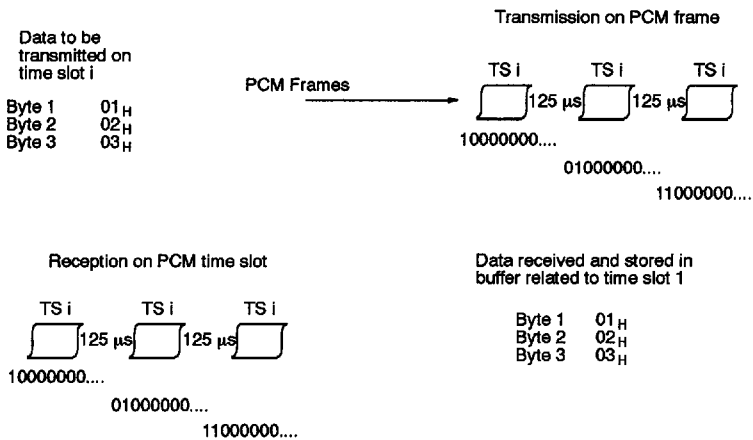 Data to be
transmitted on
time slot i
Byte 1 01H
Byte 2 02H
Byte 3 03H
PCM Frames
Transmission on PCM frame
TS i TS i TS i
125 µs 125 µs
10000000....
01000000....
11000000....
Reception on PCM time slot
TS i TS i TS i
125 µs 125 µs
10000000....
01000000....
11000000....
Data received and stored in
buffer related to time slot 1
Byte 1 01H
Byte 2 02H
Byte 3 03H